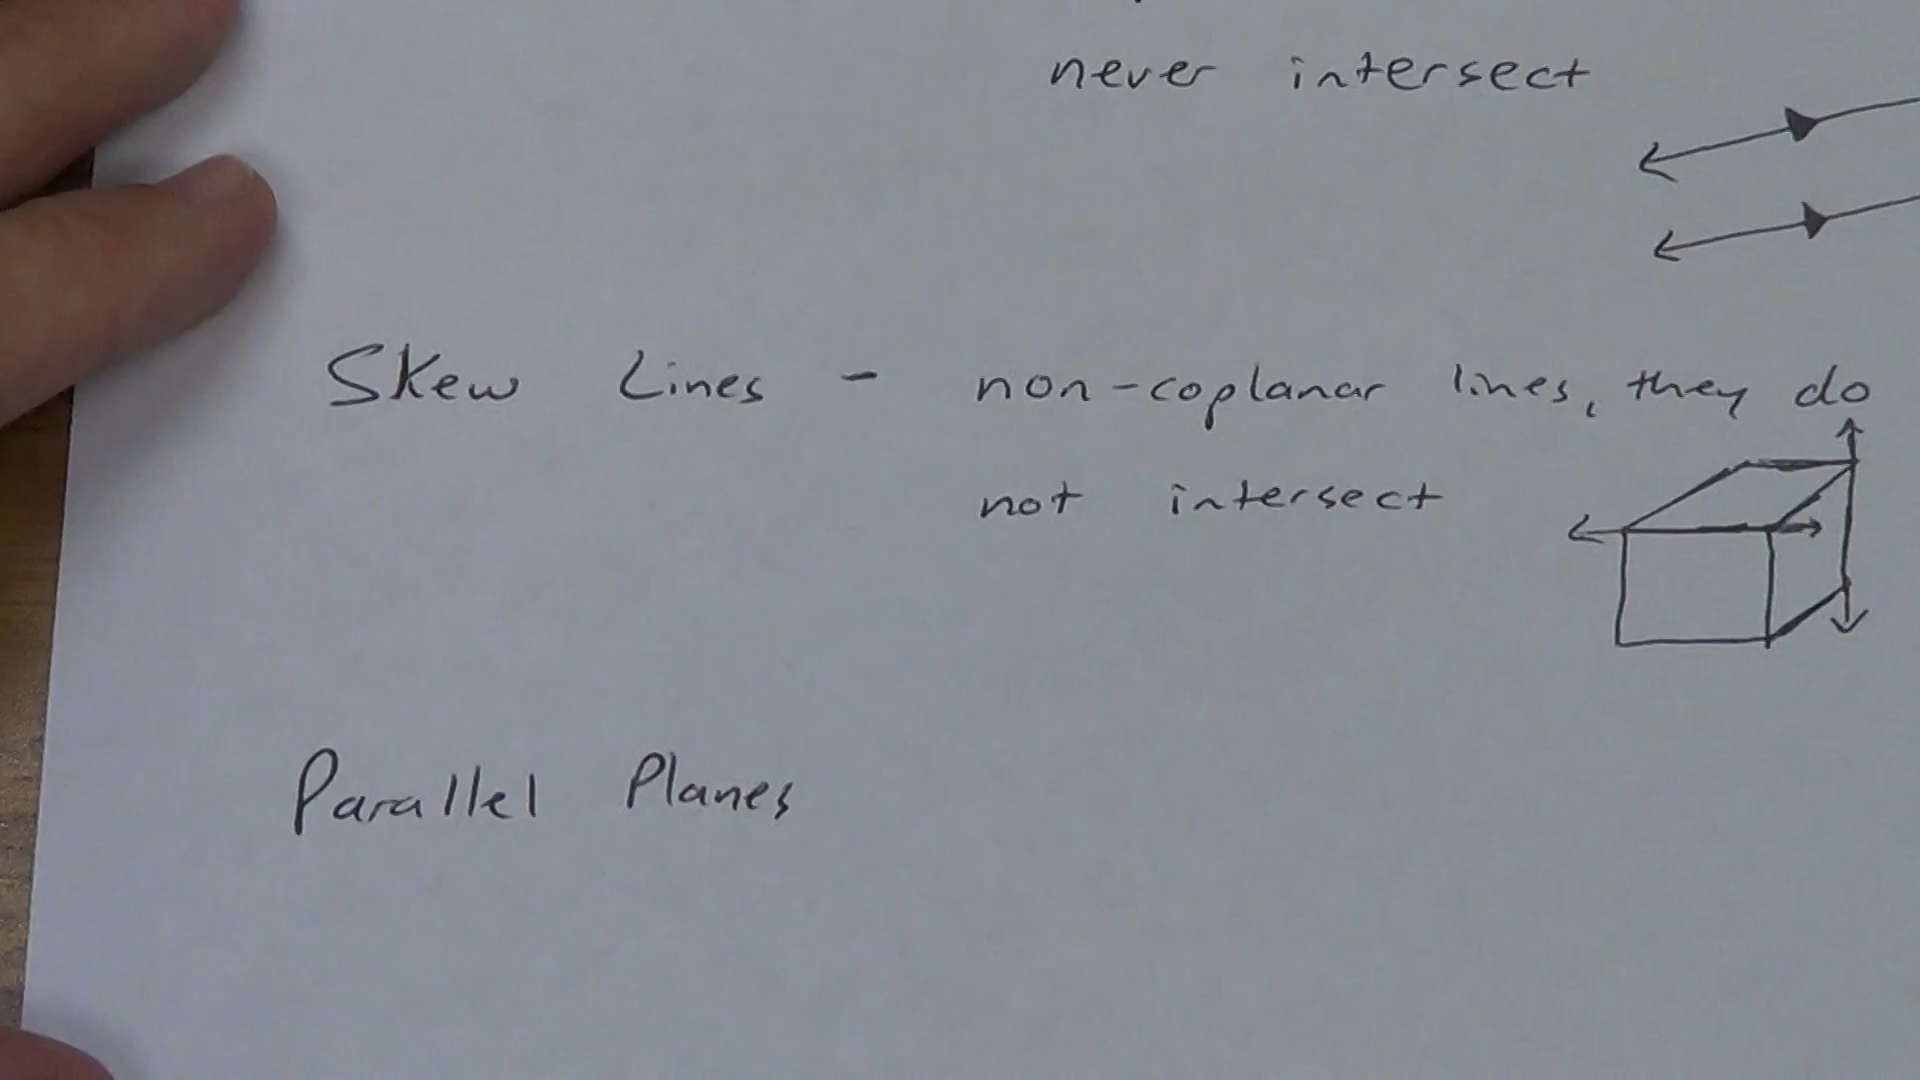 never intersect
Skew Lines - non-coplanar lines, they do
not intersect
Parallel Planes